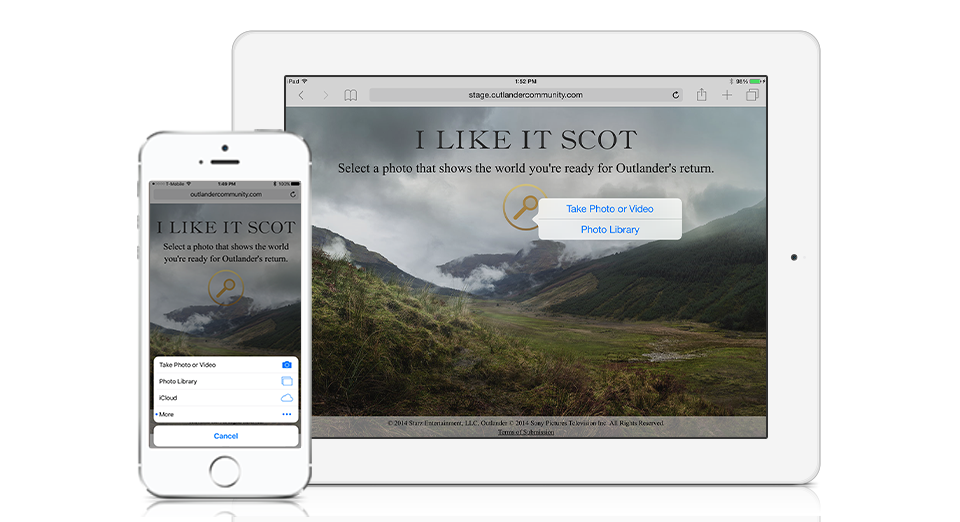 iPad
1:52 PM
96%
stage.outlandercommunity.com
I LIKE IT SCOT
Select a photo that shows the world you're ready for Outlander's return.
Take Photo or Video
Photo Library
© 2014 Starz Entertainment, LLC. Outlander © 2014 Sony Pictures Television Inc. All Rights Reserved.
Terms of Submission
T-Mobile
1:49 PM
100%
outlandercommunity.com
I LIKE IT SCOT
Select a photo that shows the world
you're ready for Outlander's return.
Take Photo or Video
Photo Library
iCloud
More
Cancel